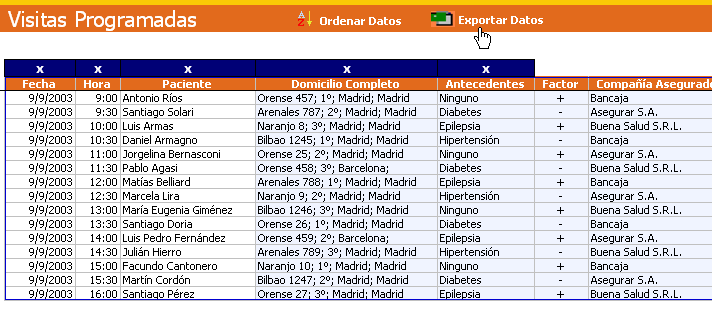 Visitas Programadas Ordenar Datos Exportar Datos
x x x x x
Fecha Hora Paciente Domicilio Completo Antecedentes Factor Compañía Asegurado
9/9/2003 9:00 Antonio Ríos Orense 457; 1º; Madrid; Madrid Ninguno + Bancaja
9/9/2003 9:30 Santiago Solari Arenales 787; 2º; Madrid; Madrid Diabetes - Asegurar S.A.
9/9/2003 10:00 Luis Armas Naranjo 8; 3º; Madrid; Madrid Epilepsia + Buena Salud S.R.L.
9/9/2003 10:30 Daniel Armagno Bilbao 1245; 1º; Madrid; Madrid Hipertensión - Bancaja
9/9/2003 11:00 Jorgelina Bernasconi Orense 25; 2º; Madrid; Madrid Ninguno + Asegurar S.A.
9/9/2003 11:30 Pablo Agasi Orense 458; 3º; Barcelona; Diabetes - Buena Salud S.R.L.
9/9/2003 12:00 Matías Belliard Arenales 788; 1º; Madrid; Madrid Epilepsia + Bancaja
9/9/2003 12:30 Marcela Lira Naranjo 9; 2º; Madrid; Madrid Hipertensión - Asegurar S.A.
9/9/2003 13:00 María Eugenia Giménez Bilbao 1246; 3º; Madrid; Madrid Ninguno + Buena Salud S.R.L.
9/9/2003 13:30 Santiago Doria Orense 26; 1º; Madrid; Madrid Diabetes - Bancaja
9/9/2003 14:00 Luis Pedro Fernández Orense 459; 2º; Barcelona; Epilepsia + Asegurar S.A.
9/9/2003 14:30 Julián Hierro Arenales 789; 3º; Madrid; Madrid Hipertensión - Buena Salud S.R.L.
9/9/2003 15:00 Facundo Cantonero Naranjo 10; 1º; Madrid; Madrid Ninguno + Bancaja
9/9/2003 15:30 Martín Cordón Bilbao 1247; 2º; Madrid; Madrid Diabetes - Asegurar S.A.
9/9/2003 16:00 Santiago Pérez Orense 27; 3º; Madrid; Madrid Epilepsia + Buena Salud S.R.L.